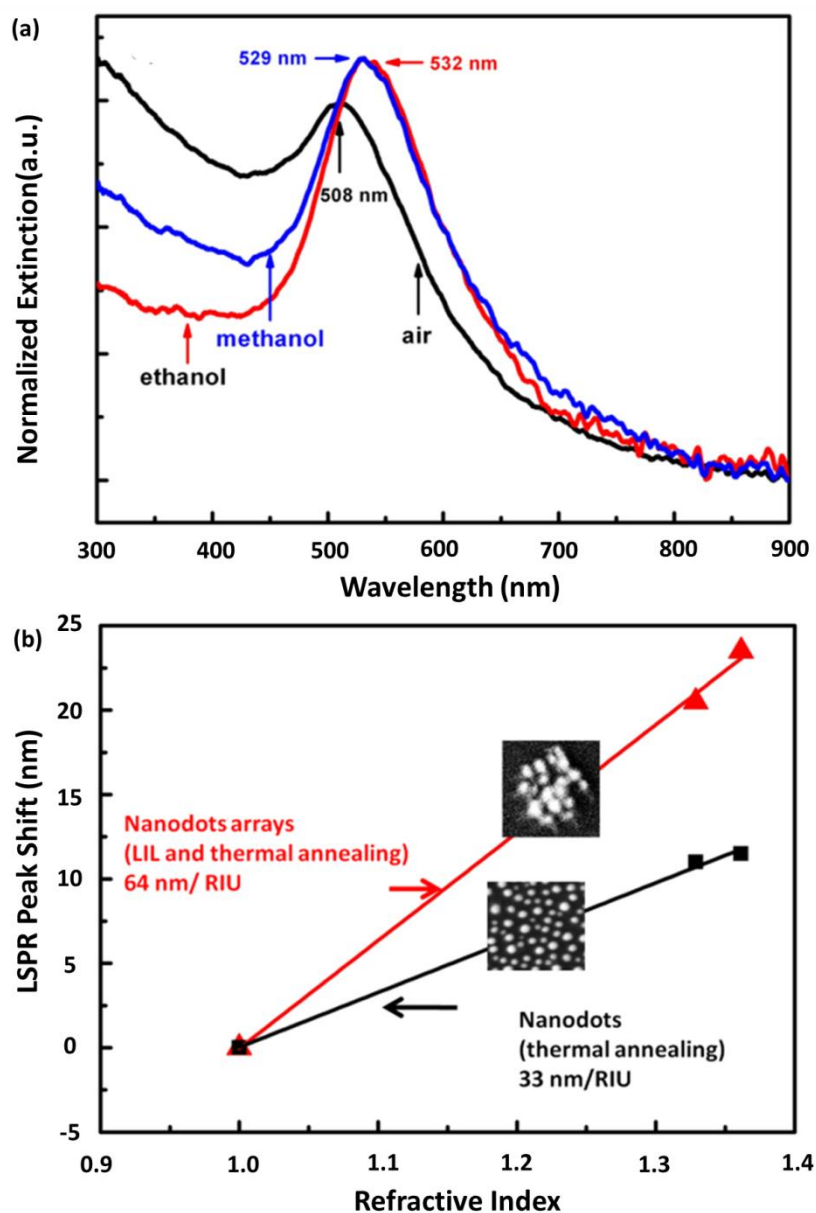 (a)
529 nm
532 nm
508 nm
methanol
air
ethanol
Normalized Extinction(a.u.)
300 400 500 600 700 800 900
Wavelength (nm)
(b)
25
20
15
10
5
0
-5
LSPR Peak Shift (nm)
Nanodots arrays
(LIL and thermal annealing)
64 nm/ RIU
Nanodots
(thermal annealing)
33 nm/RIU
0.9 1.0 1.1 1.2 1.3 1.4
Refractive Index